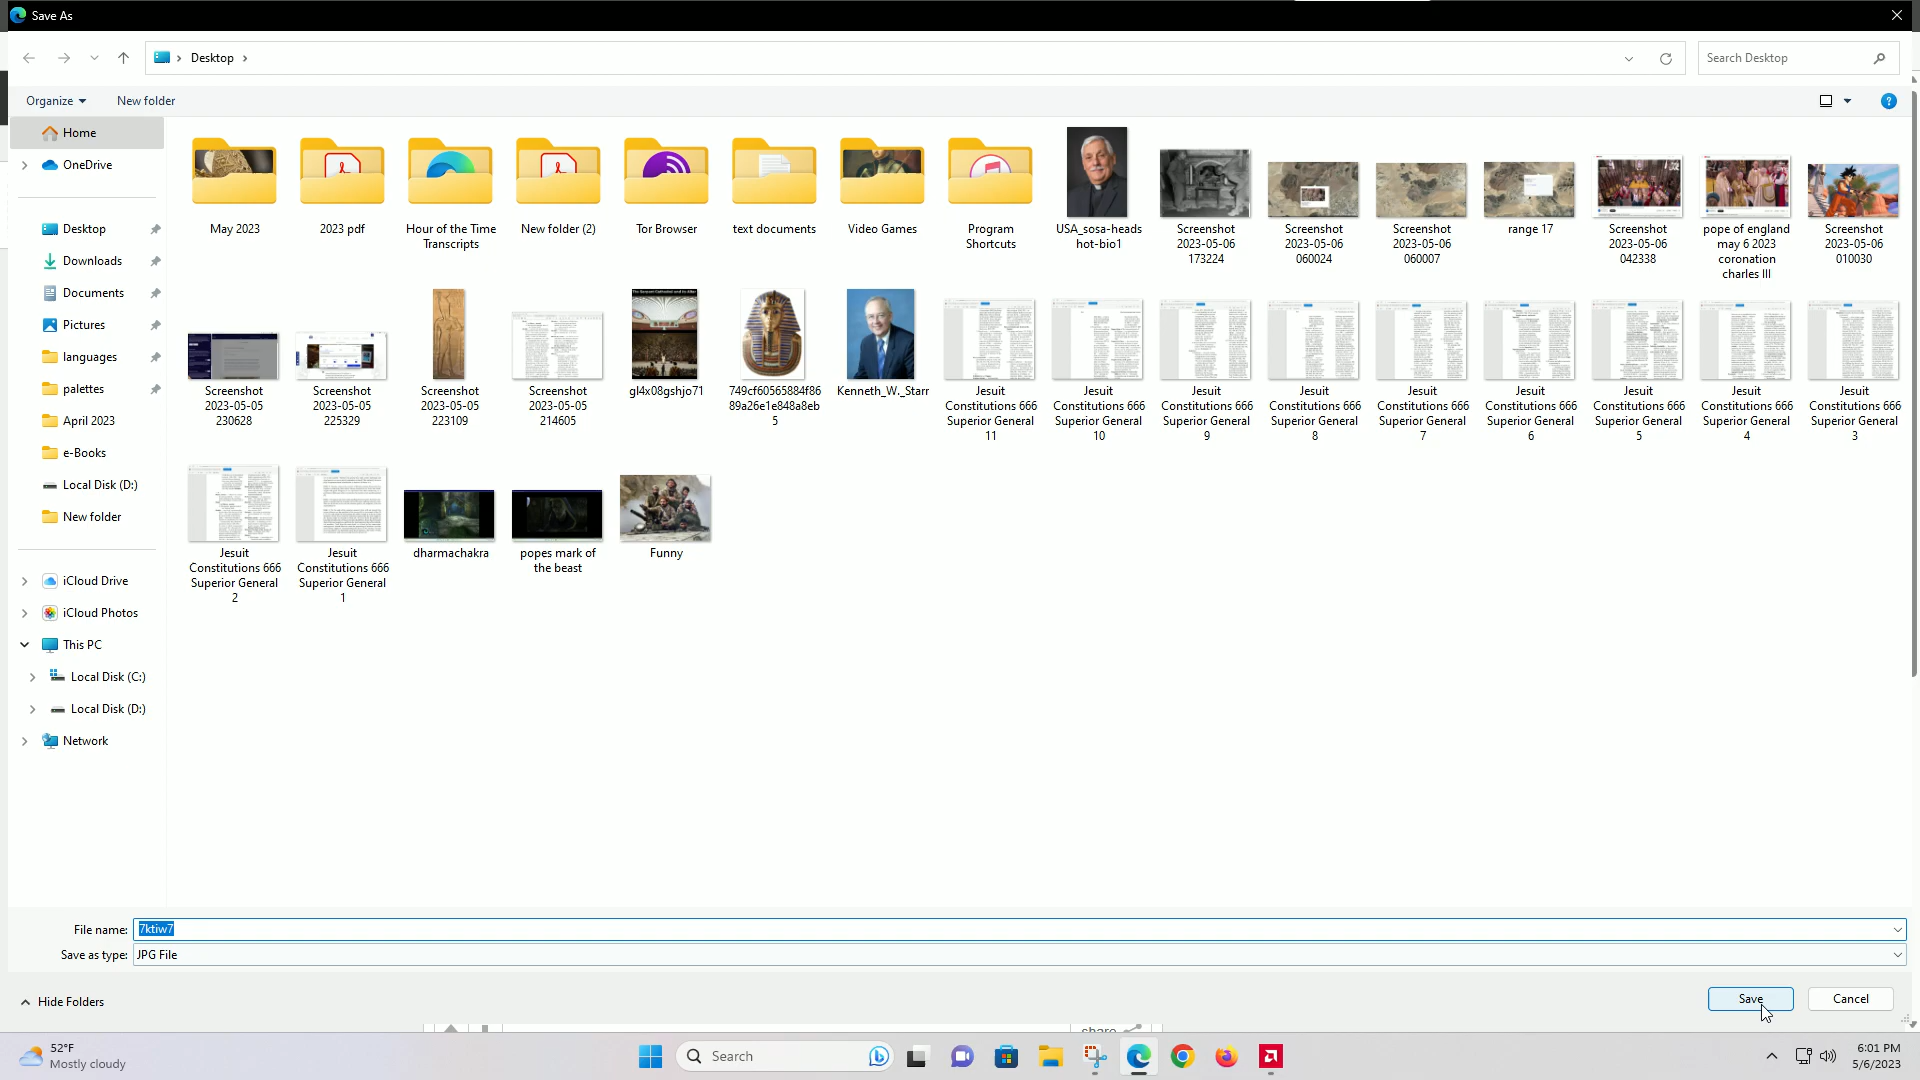 Save As
Desktop
Search Desktop
Organize
New folder
Home
OneDrive
Desktop
Downloads
Documents
Pictures
languages
palettes
April 2023
e-Books
Local Disk (D:)
New folder
iCloud Drive
iCloud Photos
This PC
Local Disk (C:)
Local Disk (D:)
Network
May 2023
2023 pdf
Hour of the Time
Transcripts
New folder (2)
Tor Browser
text documents
Video Games
Program
Shortcuts
USA_sosa-heads
hot-bio1
Screenshot
2023-05-06
173224
Screenshot
2023-05-06
060024
Screenshot
2023-05-06
060007
range 17
Screenshot
2023-05-06
042338
pope of england
may 6 2023
coronation
charles III
Screenshot
2023-05-06
010030
Screenshot
2023-05-05
230628
Screenshot
2023-05-05
225329
Screenshot
2023-05-05
223109
Screenshot
2023-05-05
214605
gl4x08gshjo71
749cf60565884f86
89a26e1e848a8eb
5
Kenneth_W._Starr
Jesuit
Constitutions 666
Superior General
11
Jesuit
Constitutions 666
Superior General
10
Jesuit
Constitutions 666
Superior General
9
Jesuit
Constitutions 666
Superior General
8
Jesuit
Constitutions 666
Superior General
7
Jesuit
Constitutions 666
Superior General
6
Jesuit
Constitutions 666
Superior General
5
Jesuit
Constitutions 666
Superior General
4
Jesuit
Constitutions 666
Superior General
3
Jesuit
Constitutions 666
Superior General
2
Jesuit
Constitutions 666
Superior General
1
dharmachakra
popes mark of
the beast
Funny
File name: 7ktiw7
Save as type: JPG File
Hide Folders
Save
Cancel
share
52°F
Mostly cloudy
Search
6:01 PM
5/6/2023